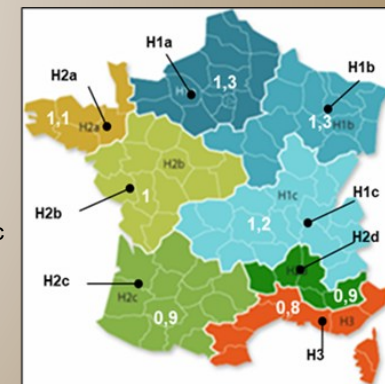 H1a
H2a
H1b
1,3
H1
1,1
H2a
1,3
H1b
H2b
1
H1c
H1c
1,2
H2b
c
H2d
H2c
H2c
0,9
0,9
0,8
H3
H3